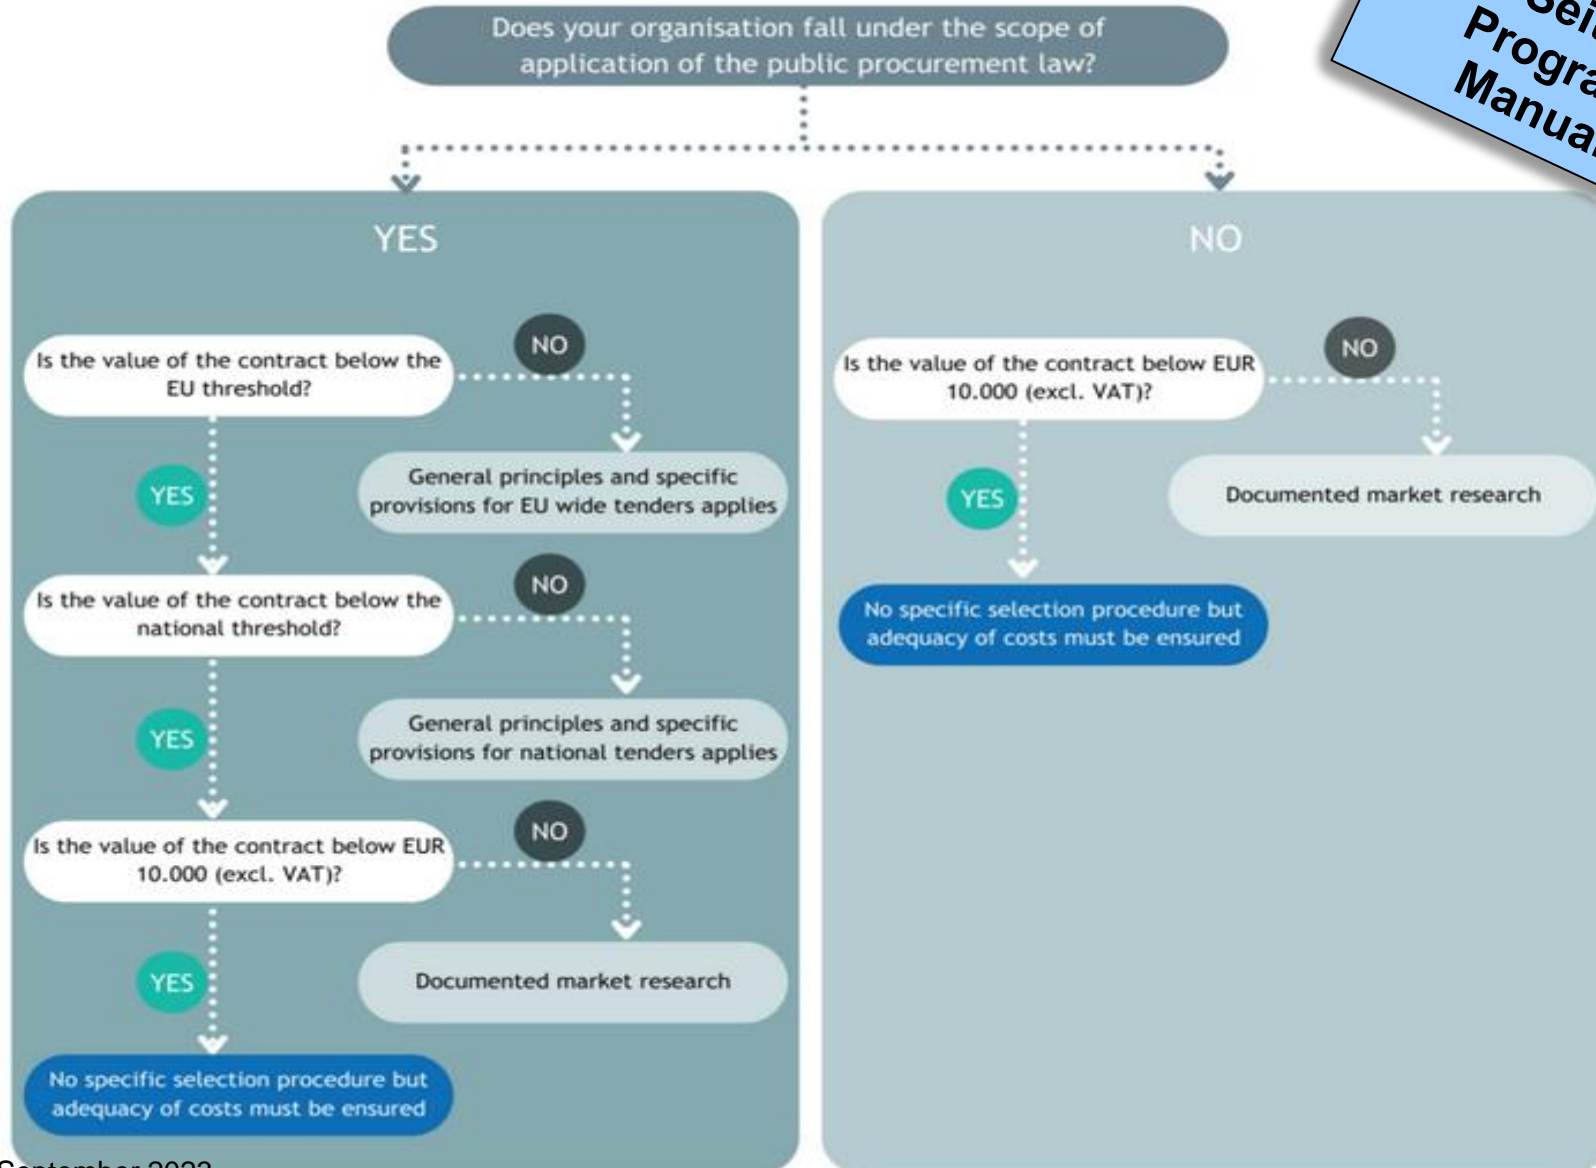 Does your organisation fall under the scope of
application of the public procurement law?
Manual
YES
NO
Is the value of the contract below the
EU threshold?
NO
YES
General principles and specific
provisions for EU wide tenders applies
Is the value of the contract below the
national threshold?
NO
YES
General principles and specific
provisions for national tenders applies
Is the value of the contract below EUR
10.000 (excl. VAT)?
NO
YES
Documented market research
No specific selection procedure but
adequacy of costs must be ensured
Is the value of the contract below EUR
10.000 (excl. VAT)?
NO
YES
Documented market research
No specific selection procedure but
adequacy of costs must be ensured